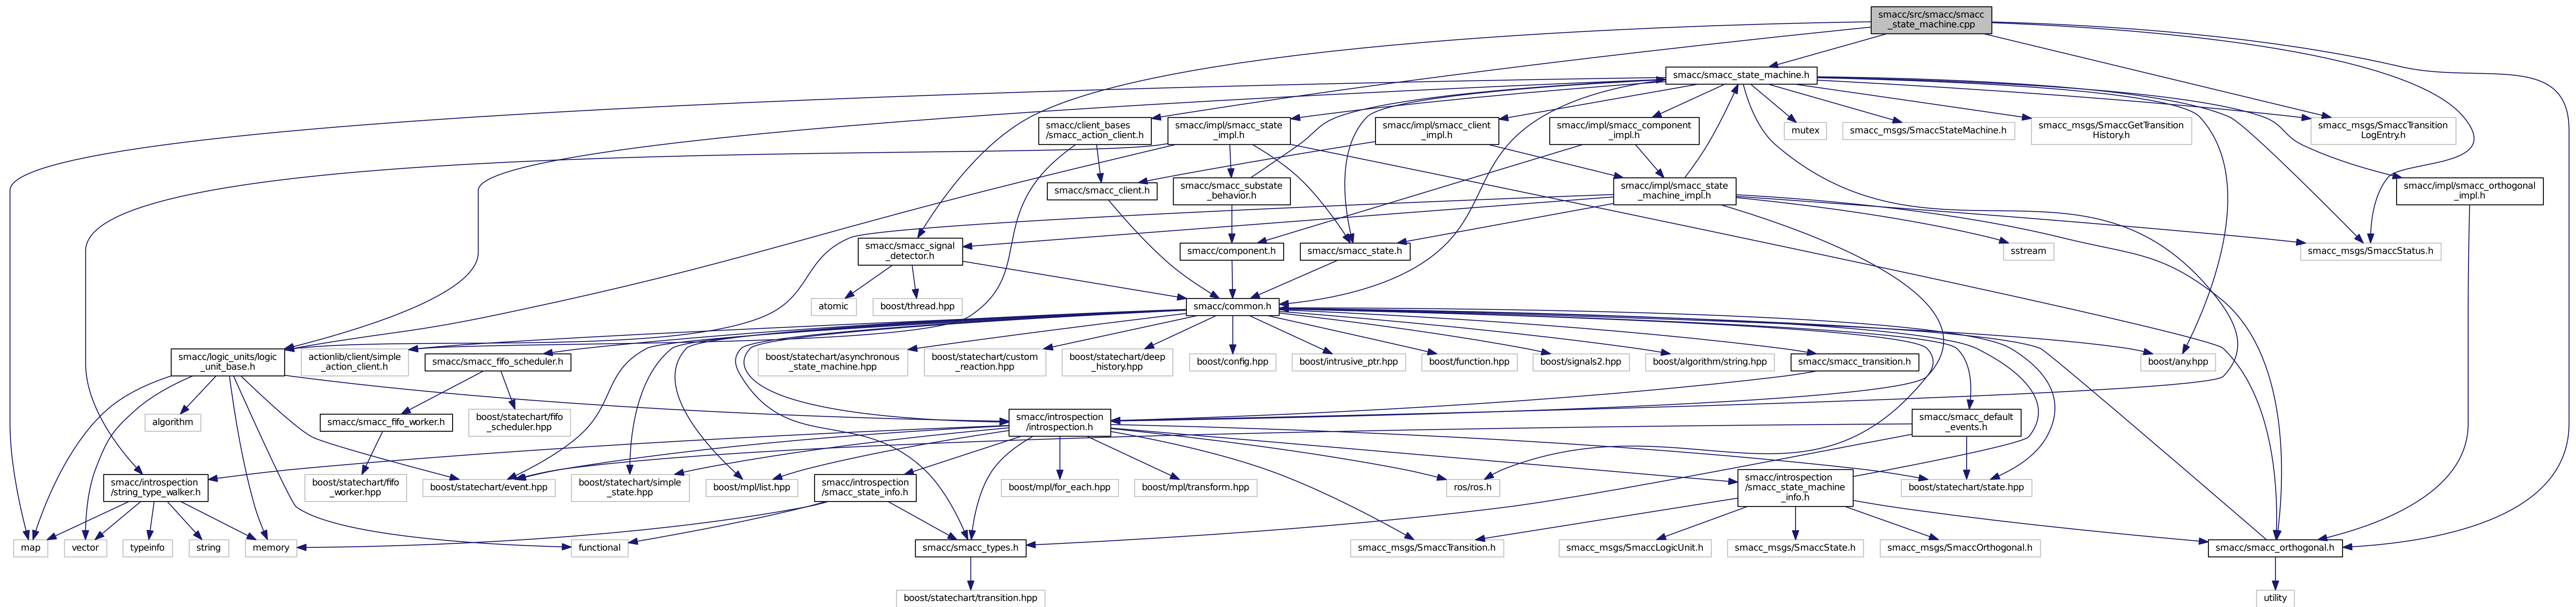 smacc/src/smacc/smacc
_state_machine.cpp
smacc/smacc_state_machine.h
smacc/client_bases
/smacc_action_client.h
smacc/impl/smacc_state
_impl.h
smacc/impl/smacc_client
_impl.h
smacc/impl/smacc_component
_impl.h
mutex
smacc_msgs/SmaccStateMachine.h
smacc_msgs/SmaccGetTransition
History.h
smacc_msgs/SmaccTransition
LogEntry.h
smacc/smacc_client.h
smacc/smacc_substate
_behavior.h
smacc/impl/smacc_state
_machine_impl.h
smacc/impl/smacc_orthogonal
_impl.h
smacc/smacc_signal
_detector.h
smacc/component.h
smacc/smacc_state.h
sstream
smacc_msgs/SmaccStatus.h
atomic
boost/thread.hpp
smacc/common.h
smacc/logic_units/logic
_unit_base.h
actionlib/client/simple
_action_client.h
smacc/smacc_fifo_scheduler.h
boost/statechart/asynchronous
_state_machine.hpp
boost/statechart/custom
_reaction.hpp
boost/statechart/deep
_history.hpp
boost/config.hpp
boost/intrusive_ptr.hpp
boost/function.hpp
boost/signals2.hpp
boost/algorithm/string.hpp
smacc/smacc_transition.h
boost/any.hpp
algorithm
smacc/smacc_fifo_worker.h
boost/statechart/fifo
_scheduler.hpp
smacc/introspection
/introspection.h
smacc/smacc_default
_events.h
smacc/introspection
/string_type_walker.h
boost/statechart/fifo
_worker.hpp
boost/statechart/event.hpp
boost/statechart/simple
_state.hpp
boost/mpl/list.hpp
smacc/introspection
/smacc_state_info.h
boost/mpl/for_each.hpp
boost/mpl/transform.hpp
ros/ros.h
smacc/introspection
/smacc_state_machine
_info.h
boost/statechart/state.hpp
map
vector
typeinfo
string
memory
functional
smacc/smacc_types.h
smacc_msgs/SmaccTransition.h
smacc_msgs/SmaccLogicUnit.h
smacc_msgs/SmaccState.h
smacc_msgs/SmaccOrthogonal.h
smacc/smacc_orthogonal.h
boost/statechart/transition.hpp
utility